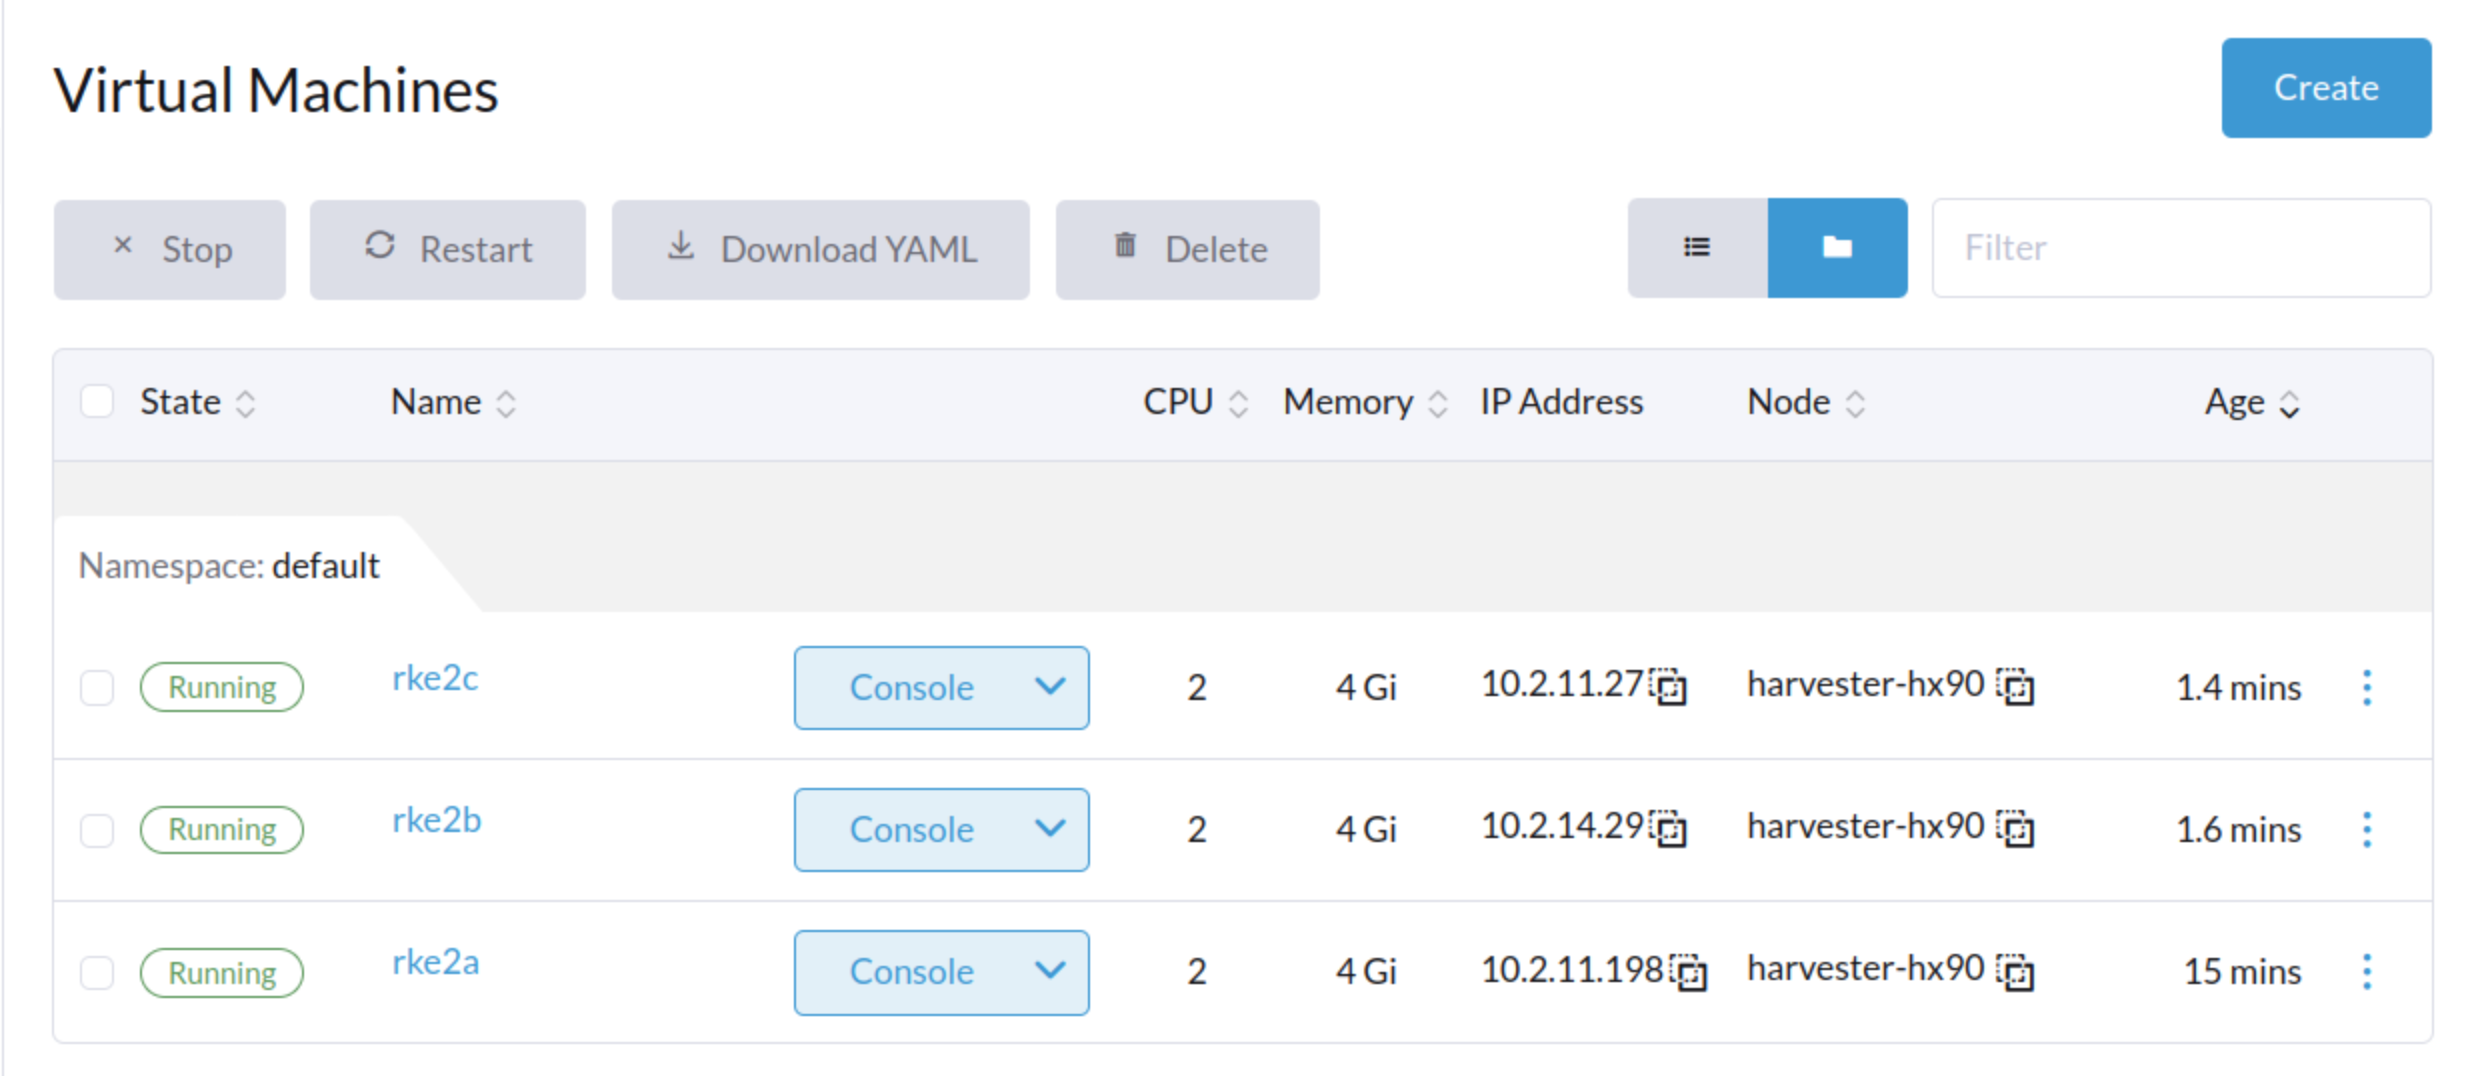 Virtual Machines
Create
Stop Restart Download YAML Delete Filter
State Name CPU Memory IP Address Node Age
Namespace: default
Running rke2c Console 2 4 Gi 10.2.11.27 harvester-hx90 1.4 mins
Running rke2b Console 2 4 Gi 10.2.14.29 harvester-hx90 1.6 mins
Running rke2a Console 2 4 Gi 10.2.11.198 harvester-hx90 15 mins